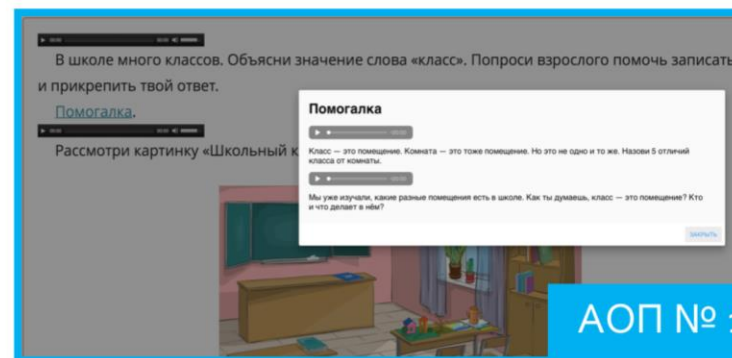 В школе много классов. Объясни значение слова «класс». Попроси взрослого помочь записать
и прикрепить твой ответ.
Помогалка.
Рассмотри картинку «Школьный к
Помогалка
Класс — это помещение. Комната — это тоже помещение. Но это не одно и то же. Назови 5 отличий
класса от комнаты.
Мы уже изучали, какие разные помещения есть в школе. Как ты думаешь, класс — это помещение? Кто
и что делает в нём?
ЗАКРЫТЬ
АОП №